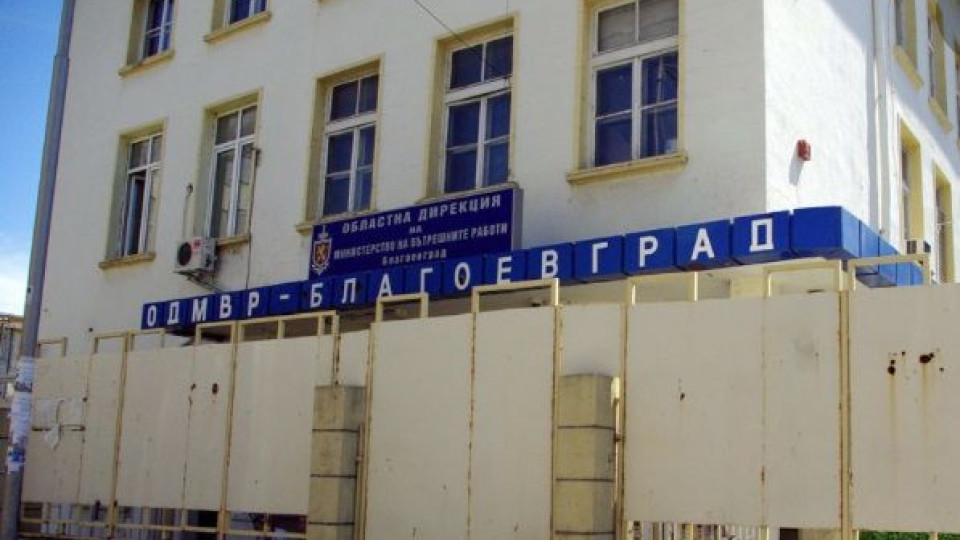 ОБЛАСТНА ДИРЕКЦИЯ
НА
МИНИСТЕРСТВО НА ВЪТРЕШНИТЕ РАБОТИ
Благоевград
ОДМВР-БЛАГОЕВГРАД